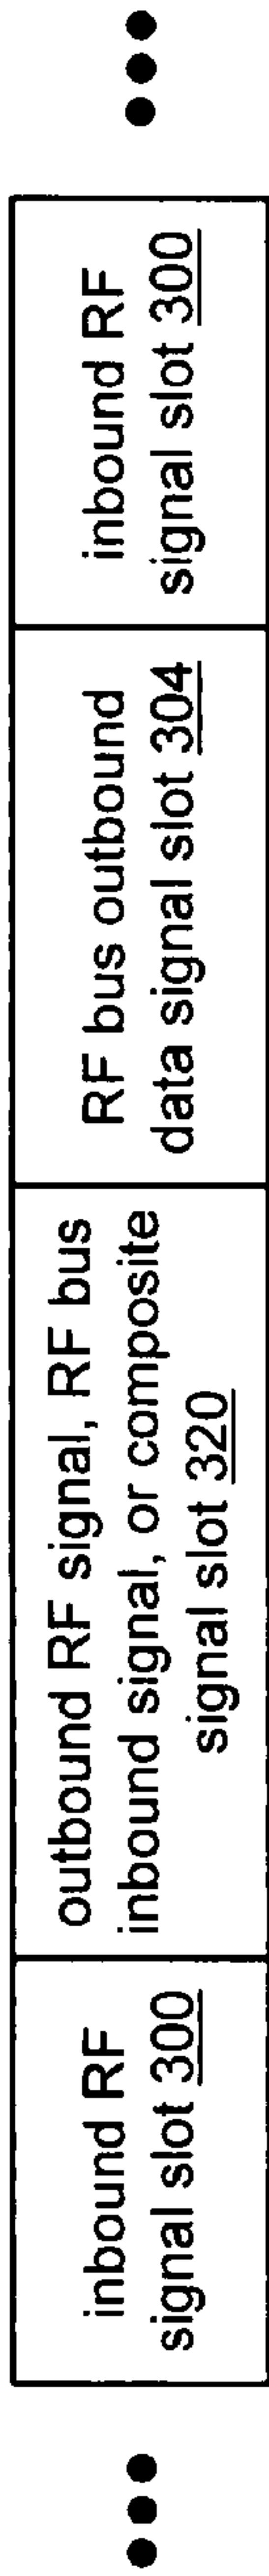 inbound RF
signal slot 300
outbound RF signal, RF bus
inbound signal, or composite
signal slot 320
RF bus outbound
data signal slot 304
inbound RF
signal slot 300